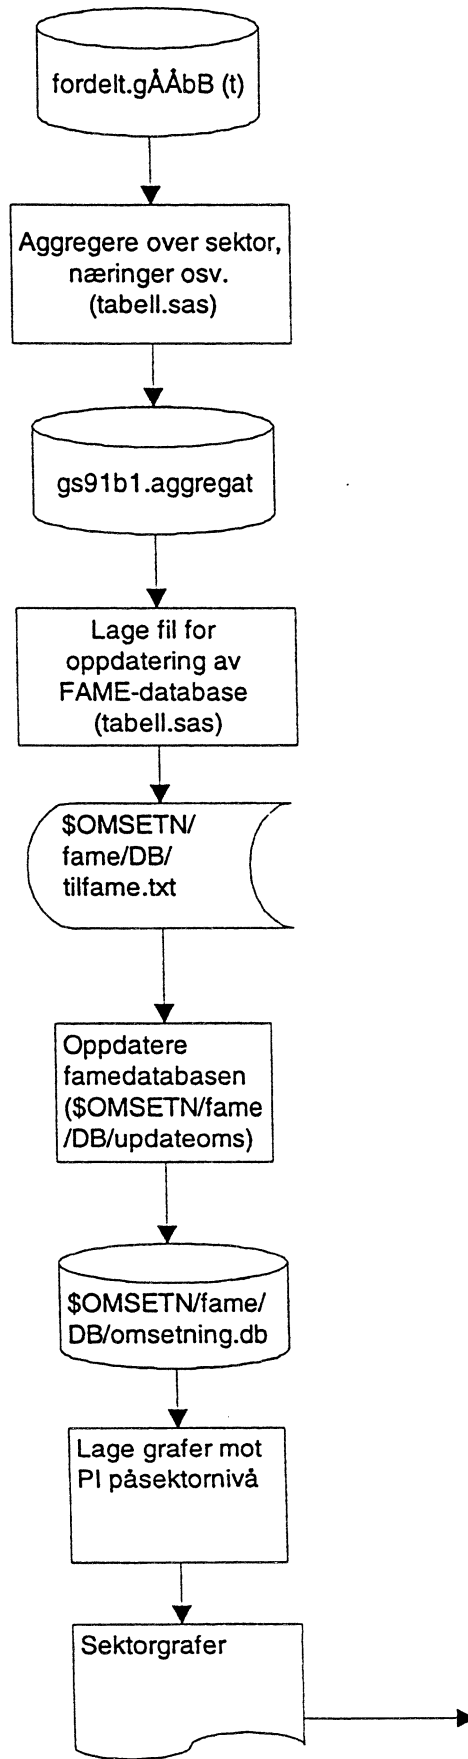 fordelt.gÅÅbB (t)
Aggregere over sektor,
næringer osv.
(tabell.sas)
gs91b1.aggregat
Lage fil for
oppdatering av
FAME-database
(tabell.sas)
$OMSETN/
fame/DB/
tilfame.txt
Oppdatere
famedatabasen
($OMSETN/fame
/DB/updateoms)
$OMSETN/fame/
DB/omsetning.db
Lage grafer mot
PI påsektornivå
Sektorgrafer